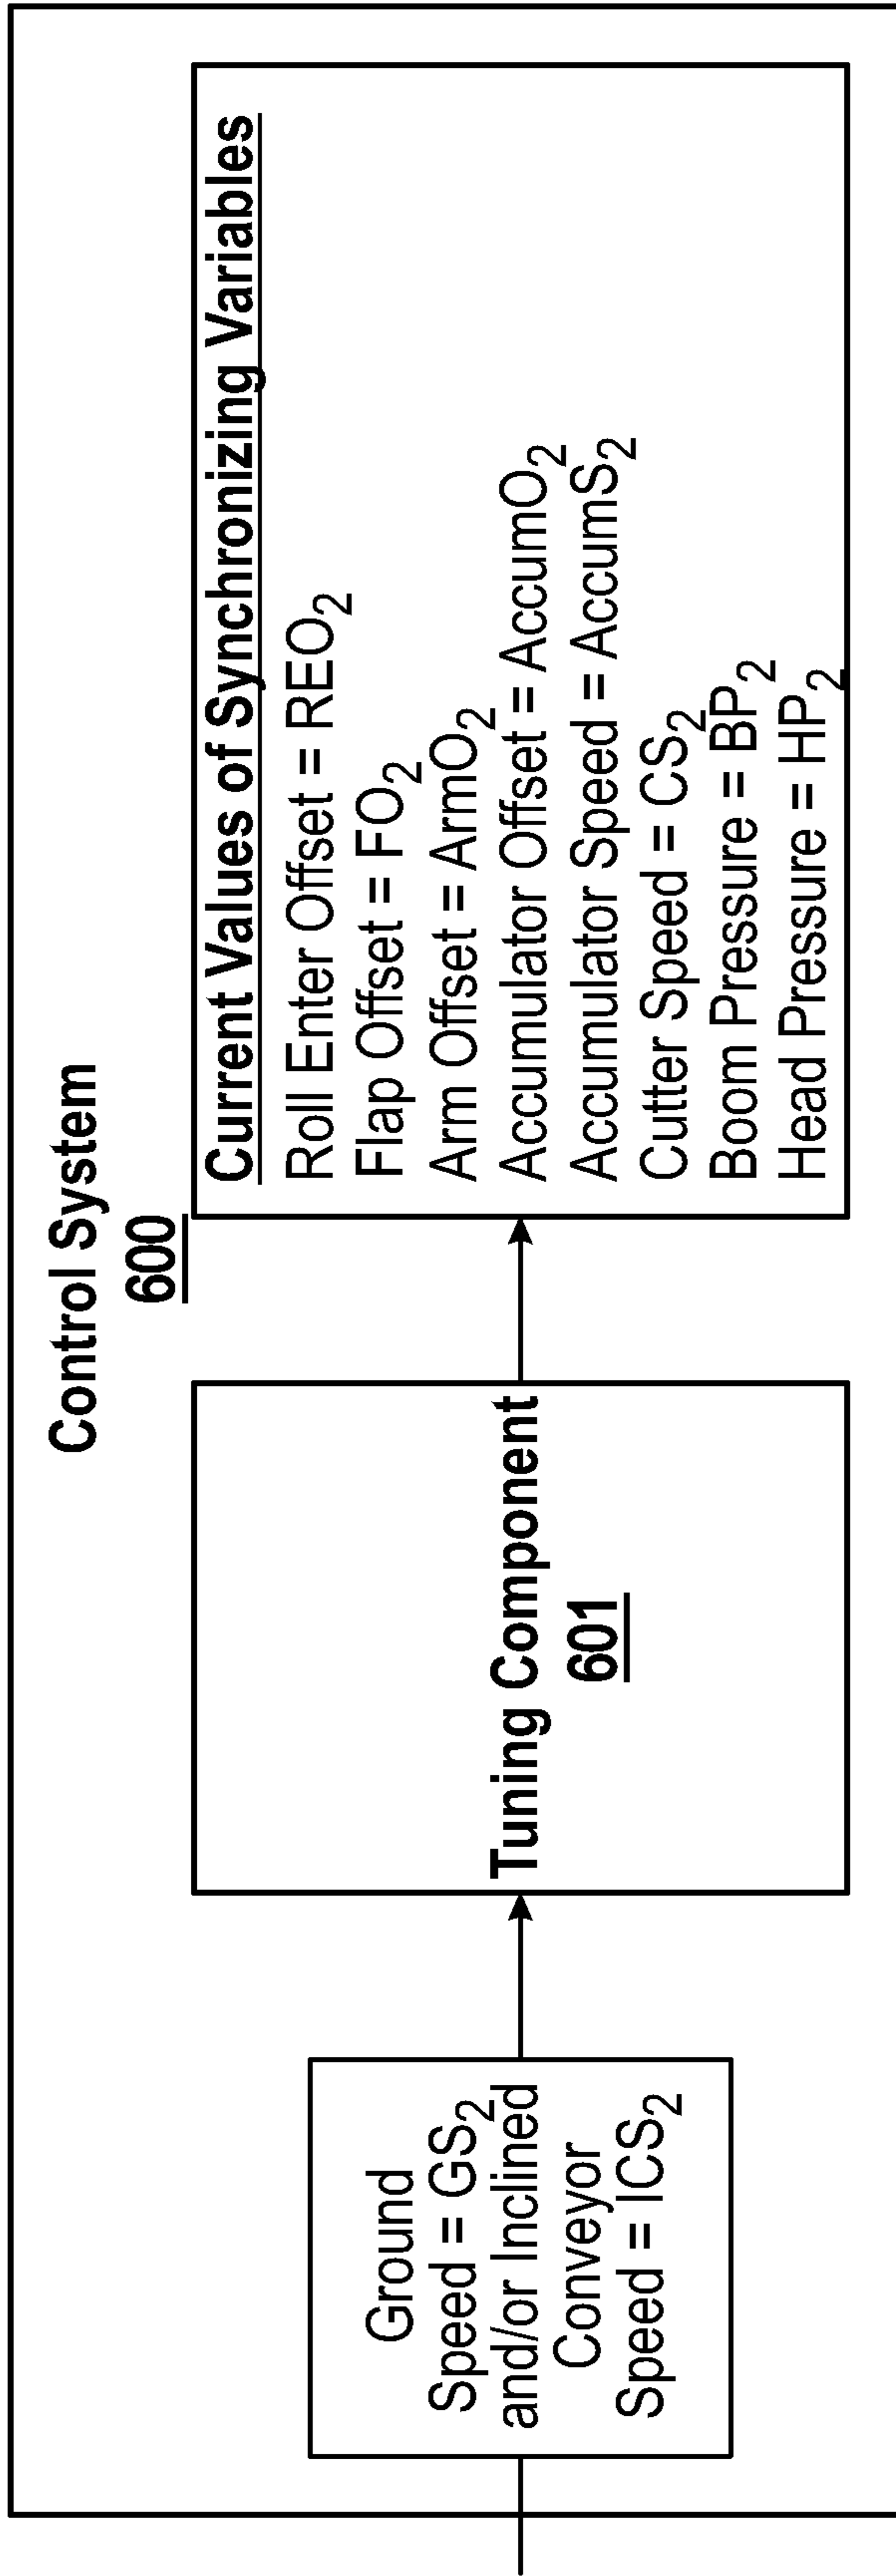 Control System
600
Ground
Speed = GS₂
and/or Inclined
Conveyor
Speed = ICS₂
Tuning Component
601
Current Values of Synchronizing Variables
Roll Enter Offset = REO₂
Flap Offset = FO₂
Arm Offset = ArmO₂
Accumulator Offset = AccumO₂
Accumulator Speed = AccumS₂
Cutter Speed = CS₂
Boom Pressure = BP₂
Head Pressure = HP₂